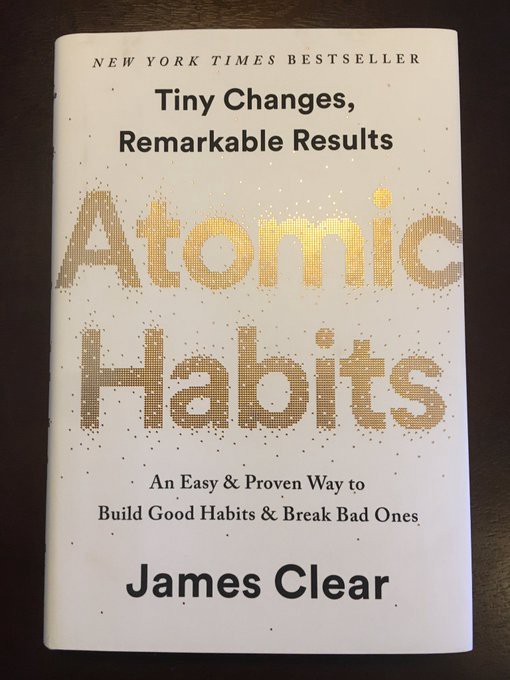 NEW YORK TIMES BESTSELLER
Tiny Changes,
Remarkable Results
Atomic
Habits
An Easy & Proven Way to
Build Good Habits & Break Bad Ones
James Clear